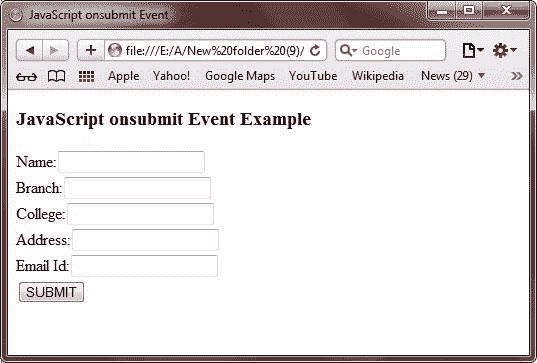 JavaScript onsubmit Event
file:///E:/A/New%20folder%20(9)/
Google
Apple Yahoo! Google Maps YouTube Wikipedia News (29)
JavaScript onsubmit Event Example
Name:
Branch:
College:
Address:
Email Id:
SUBMIT